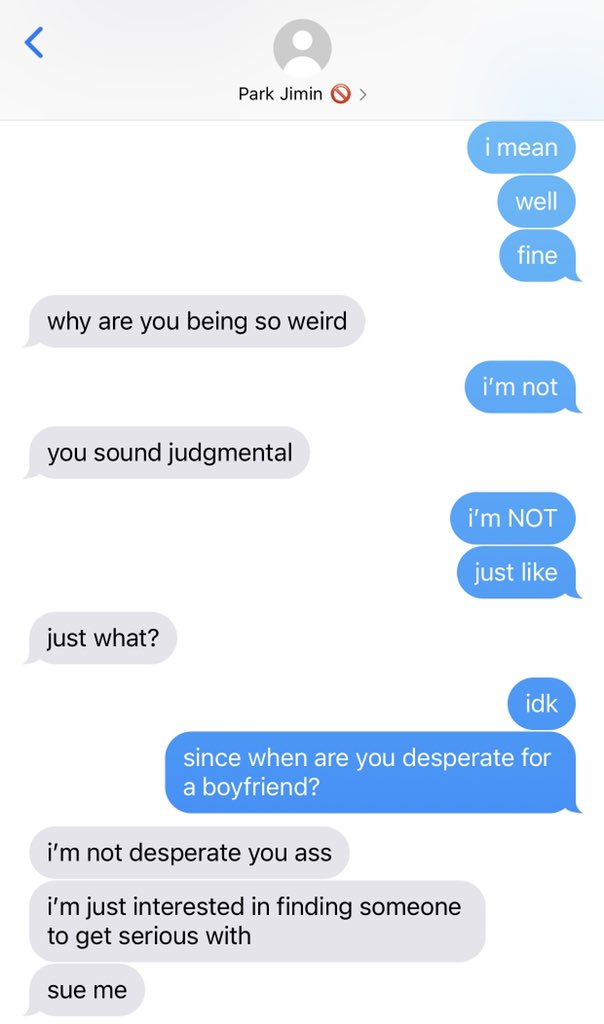 Park Jimin 🚫
i mean
well
fine
why are you being so weird
i’m not
you sound judgmental
i’m NOT
just like
just what?
idk
since when are you desperate for
a boyfriend?
i’m not desperate you ass
i’m just interested in finding someone
to get serious with
sue me